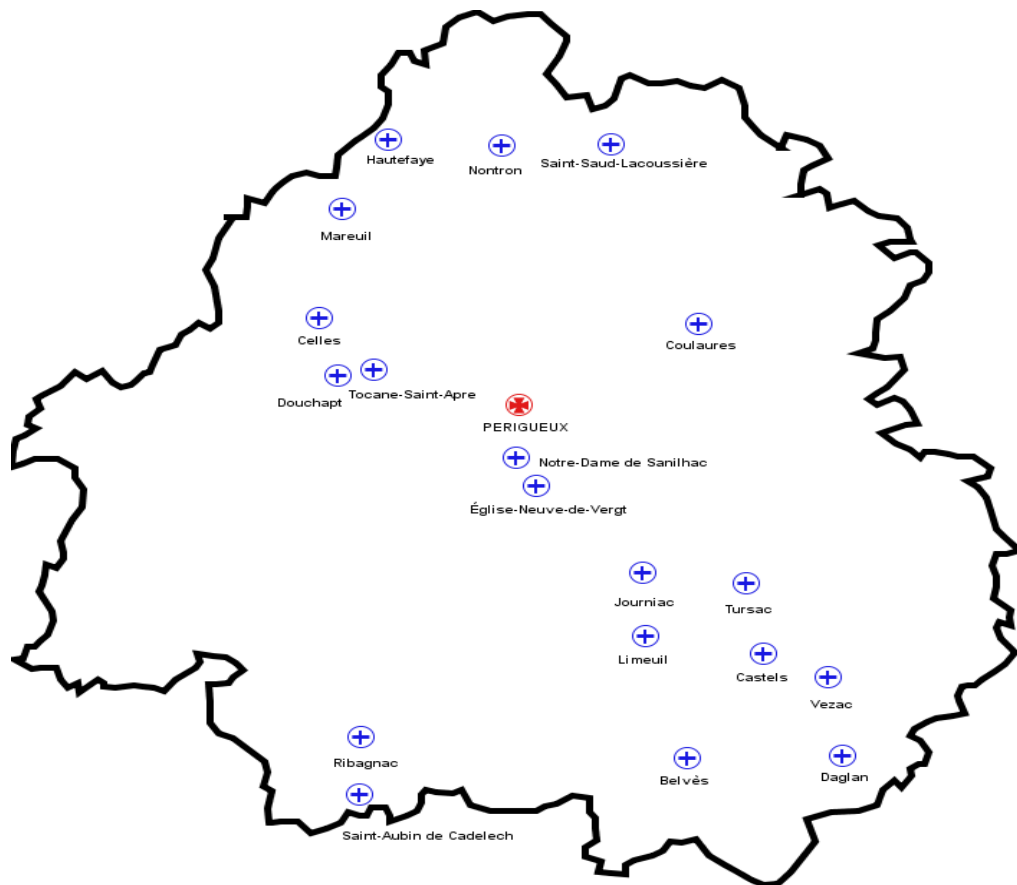 Hautefaye
Nontron
Saint-Saud-Lacoussière
Mareuil
Celles
Coulaures
Douchapt
Tocane-Saint-Apre
PERIGUEUX
Notre-Dame de Sanilhac
Église-Neuve-de-Vergt
Journiac
Tursac
Limeuil
Castels
Vezac
Ribagnac
Belvès
Daglan
Saint-Aubin de Cadelech